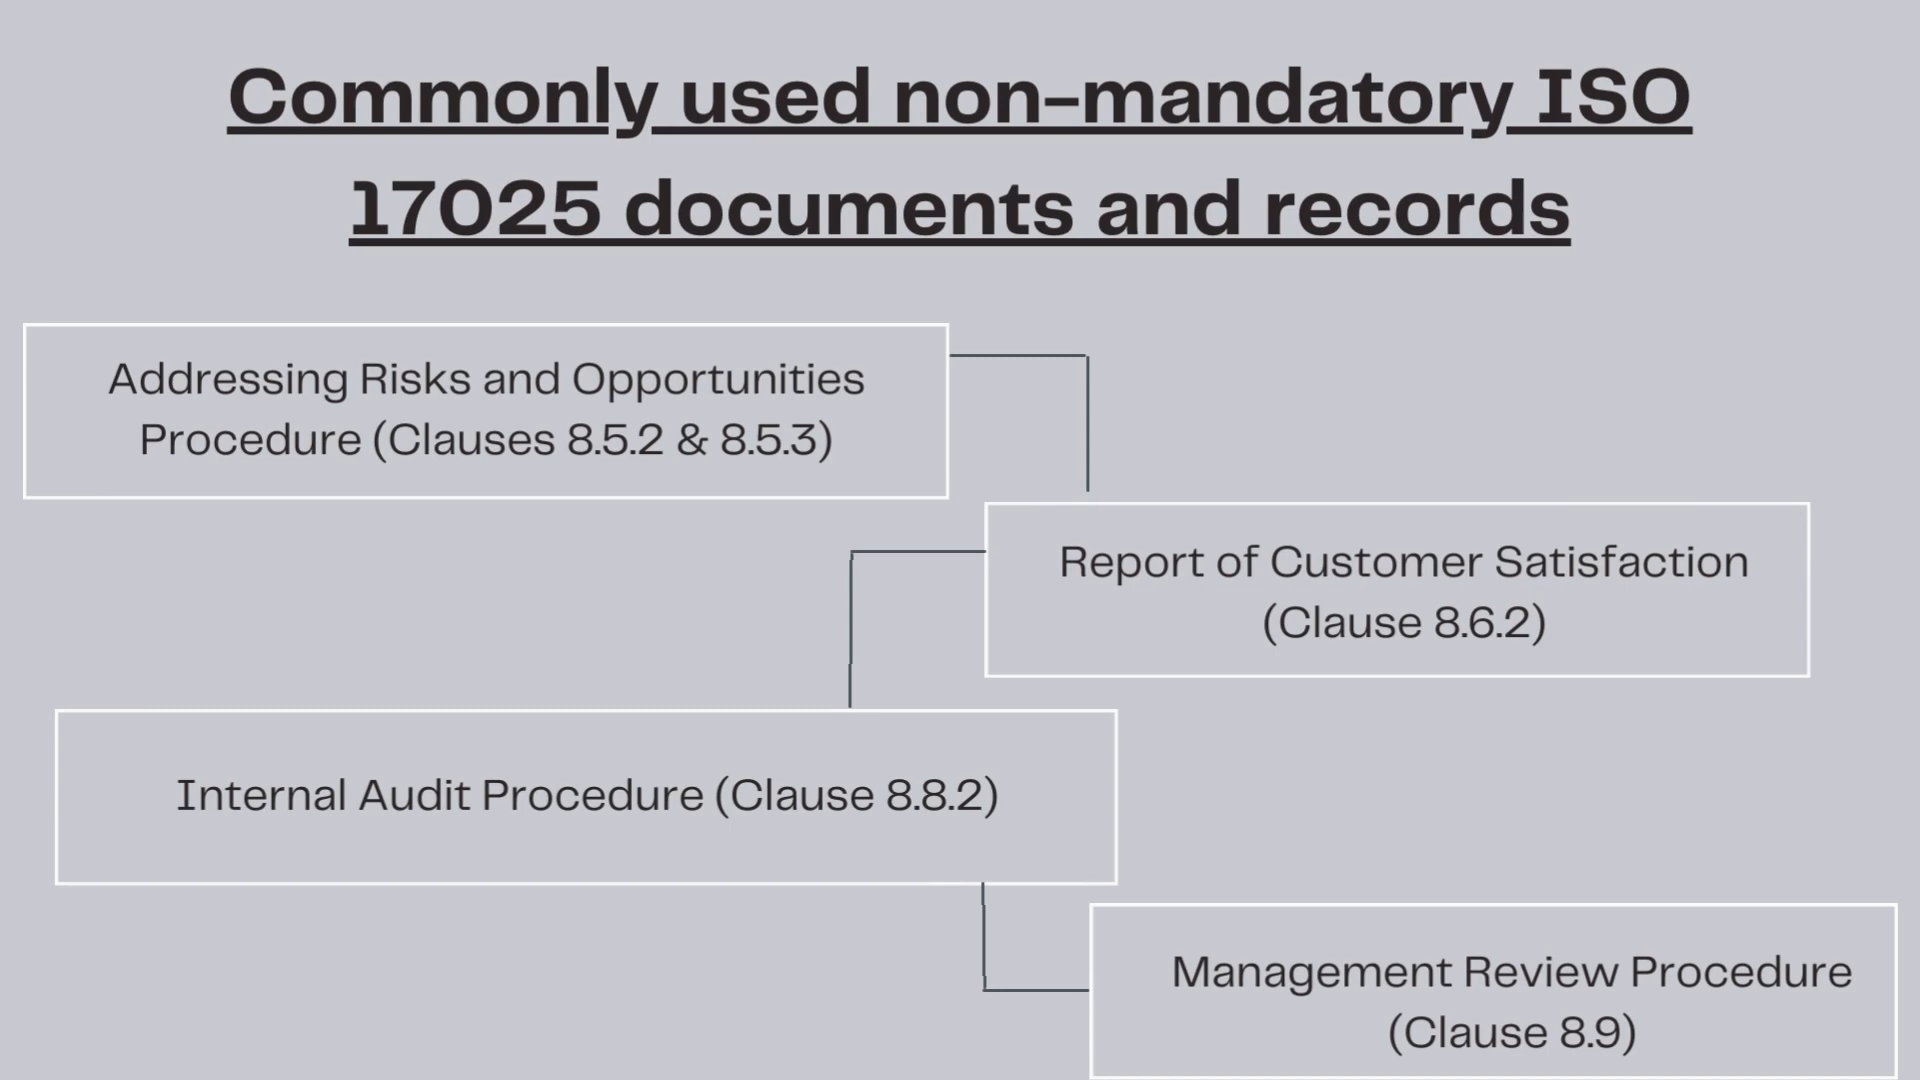 Commonly used non-mandatory ISO
17025 documents and records
Addressing Risks and Opportunities
Procedure (Clauses 8.5.2 & 8.5.3)
Report of Customer Satisfaction
(Clause 8.6.2)
Internal Audit Procedure (Clause 8.8.2)
Management Review Procedure
(Clause 8.9)